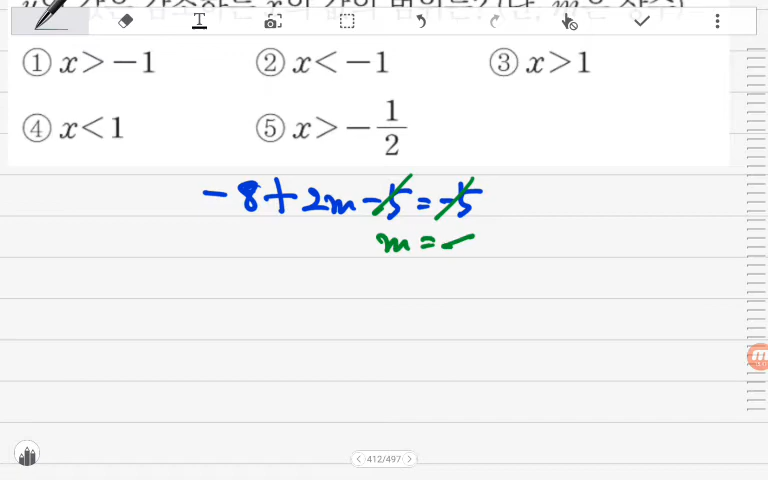 ① x>-1 ② x<-1 ③ x>1
④ x<1 ⑤ x>-1/2
-8+2m-5=-5
m=-
412/497